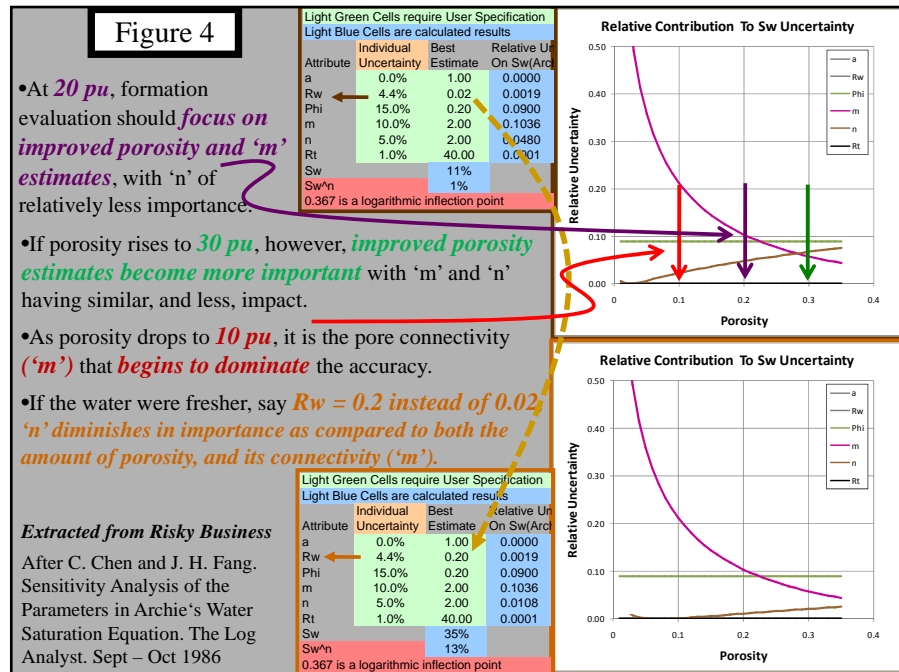 Figure 4
•At 20 pu, formation
evaluation should focus on
improved porosity and ‘m’
estimates, with ‘n’ of
relatively less importance.
•If porosity rises to 30 pu, however, improved porosity
estimates become more important with ‘m’ and ‘n’
having similar, and less, impact.
•As porosity drops to 10 pu, it is the pore connectivity
(‘m’) that begins to dominate the accuracy.
•If the water were fresher, say Rw = 0.2 instead of 0.02
‘n’ diminishes in importance as compared to both the
amount of porosity, and its connectivity (‘m’).
Extracted from Risky Business
After C. Chen and J. H. Fang.
Sensitivity Analysis of the
Parameters in Archie‘s Water
Saturation Equation. The Log
Analyst. Sept – Oct 1986
Light Green Cells require User Specification
Light Blue Cells are calculated results
Individual Best Relative Un
Attribute Uncertainty Estimate On Sw(Arch
a 0.0% 1.00 0.0000
Rw 4.4% 0.02 0.0019
Phi 15.0% 0.20 0.0900
m 10.0% 2.00 0.1036
n 5.0% 2.00 0.0480
Rt 1.0% 40.00 0.0001
Sw 11%
Sw^n 1%
0.367 is a logarithmic inflection point
Relative Contribution To Sw Uncertainty
0.50
0.40
0.30
0.20
0.10
0.00
Relative Uncertainty
0 0.1 0.2 0.3 0.4
Porosity
a
Rw
Phi
m
n
Rt
Light Green Cells require User Specification
Light Blue Cells are calculated results
Individual Best Relative Un
Attribute Uncertainty Estimate On Sw(Arch
a 0.0% 1.00 0.0000
Rw 4.4% 0.20 0.0019
Phi 15.0% 0.20 0.0900
m 10.0% 2.00 0.1036
n 5.0% 2.00 0.0108
Rt 1.0% 40.00 0.0001
Sw 35%
Sw^n 13%
0.367 is a logarithmic inflection point
Relative Contribution To Sw Uncertainty
0.50
0.40
0.30
0.20
0.10
0.00
Relative Uncertainty
0 0.1 0.2 0.3 0.4
Porosity
a
Rw
Phi
m
n
Rt